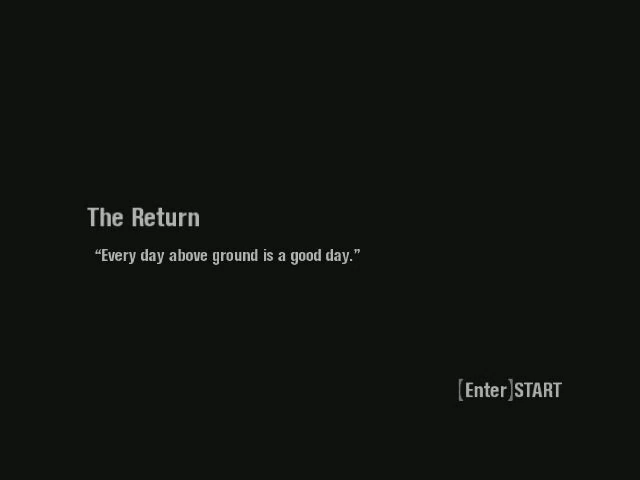 The Return
“Every day above ground is a good day.”
[Enter]START